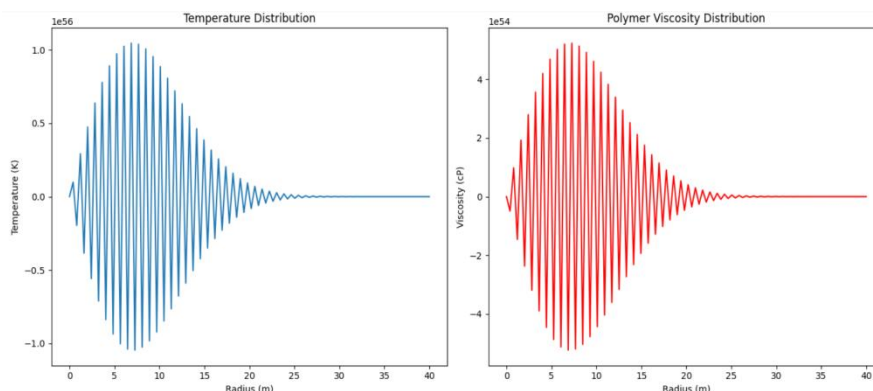 Temperature Distribution
1e56
1.0
0.5
0.0
−0.5
−1.0
Temperature (K)
0 5 10 15 20 25 30 35 40
Radius (m)
Polymer Viscosity Distribution
1e54
4
2
0
−2
−4
Viscosity (cP)
0 5 10 15 20 25 30 35 40
Radius (m)